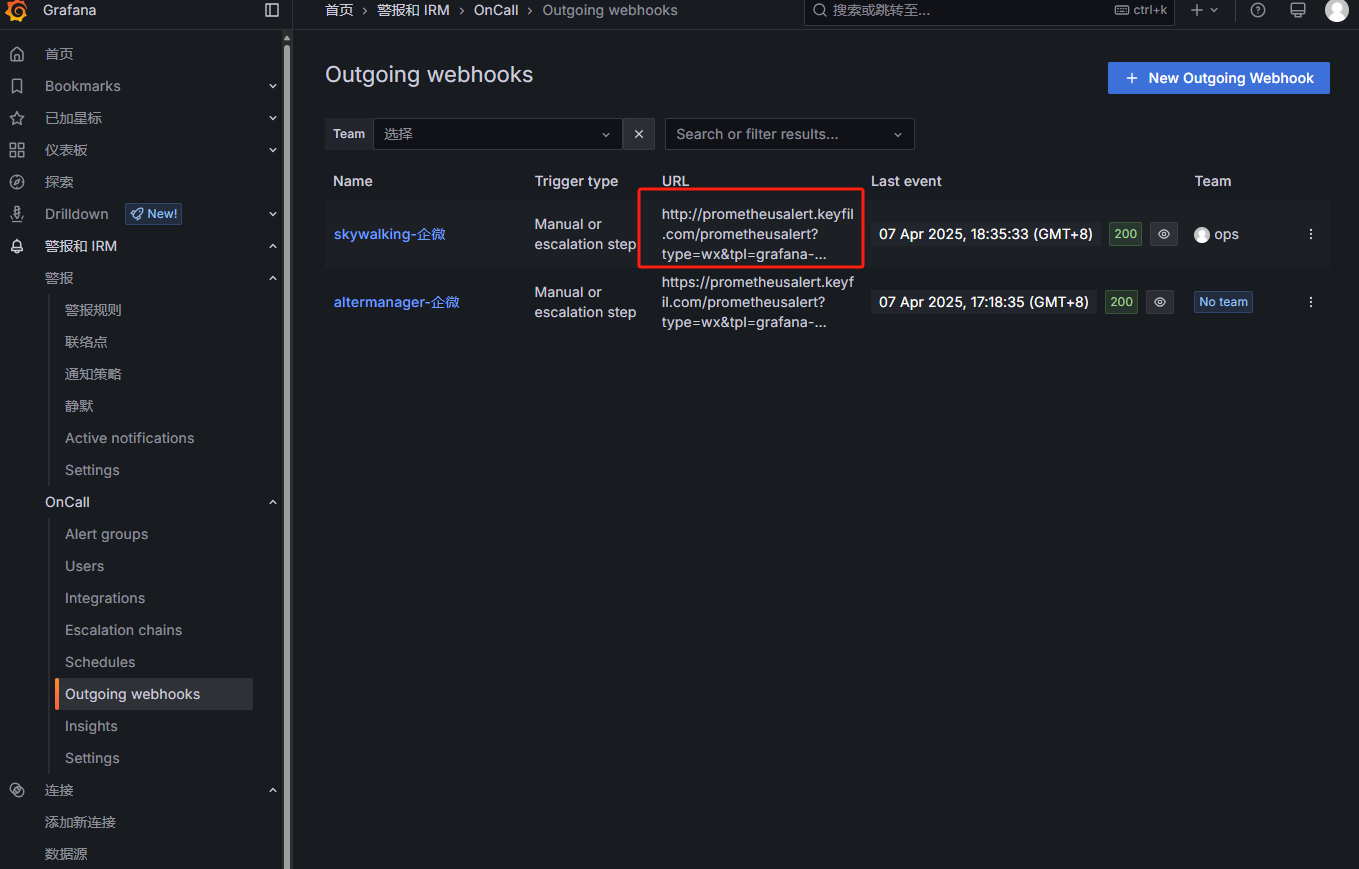 Grafana
首页 › 警报和 IRM › OnCall › Outgoing webhooks
搜索或跳转至...
ctrl+k
首页
Bookmarks
已加星标
仪表板
探索
Drilldown
New!
警报和 IRM
警报
警报规则
联络点
通知策略
静默
Active notifications
Settings
OnCall
Alert groups
Users
Integrations
Escalation chains
Schedules
Outgoing webhooks
Insights
Settings
连接
添加新连接
数据源
Outgoing webhooks
New Outgoing Webhook
Team
选择
Search or filter results...
Name Trigger type URL Last event Team
skywalking-企微
Manual or
escalation step
http://prometheusalert.keyfil
.com/prometheusalert?
type=wx&tpl=grafana-...
07 Apr 2025, 18:35:33 (GMT+8)
200
ops
altermanager-企微
Manual or
escalation step
https://prometheusalert.keyf
il.com/prometheusalert?
type=wx&tpl=grafana-...
07 Apr 2025, 17:18:35 (GMT+8)
200
No team